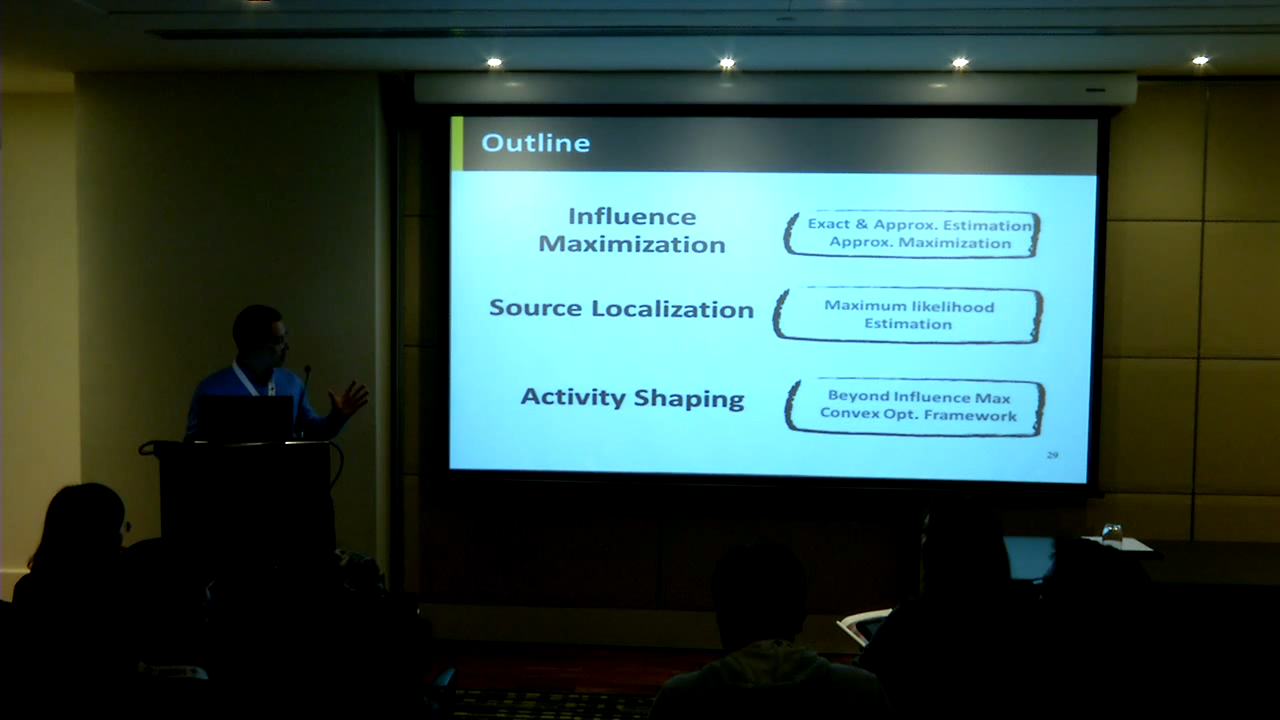 Outline
Influence
Maximization
Exact & Approx. Estimation
Approx. Maximization
Source Localization
Maximum likelihood
Estimation
Activity Shaping
Beyond Influence Max
Convex Opt. Framework
29